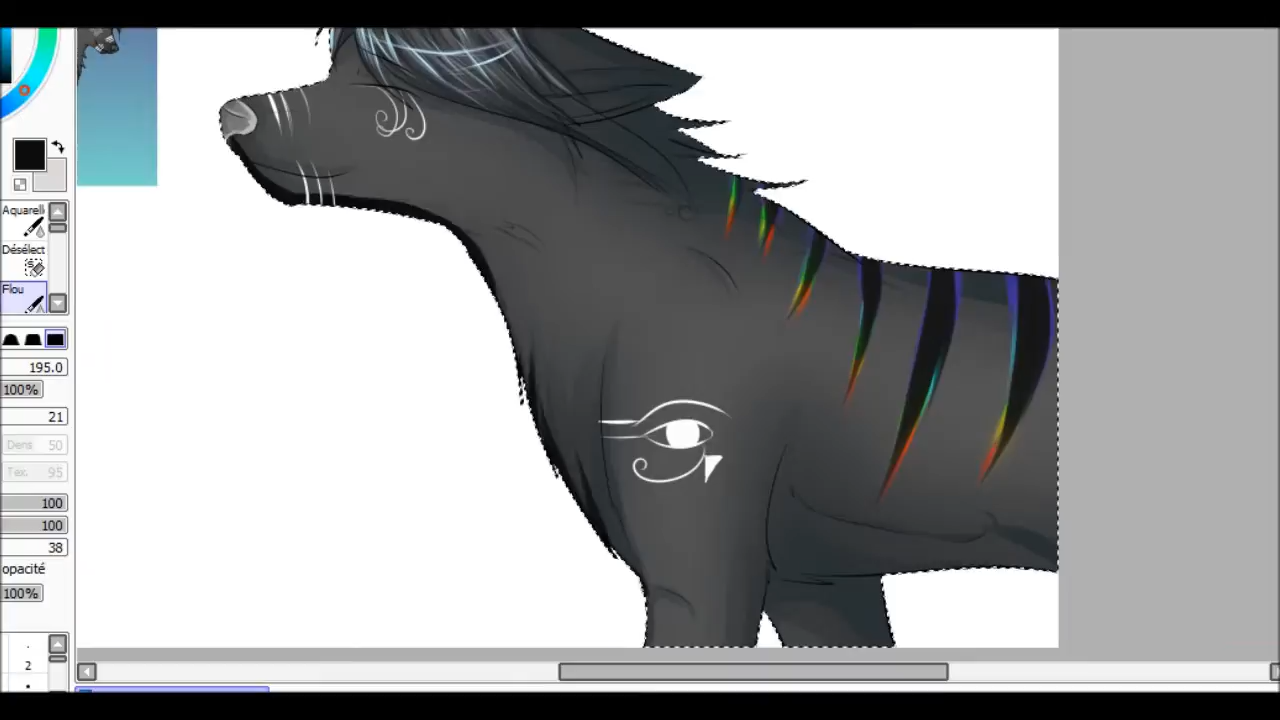 Aquarell
Désélect
Flou
195.0
100%
21
Dens 50
Tex. 95
100
100
38
opacité
100%
2